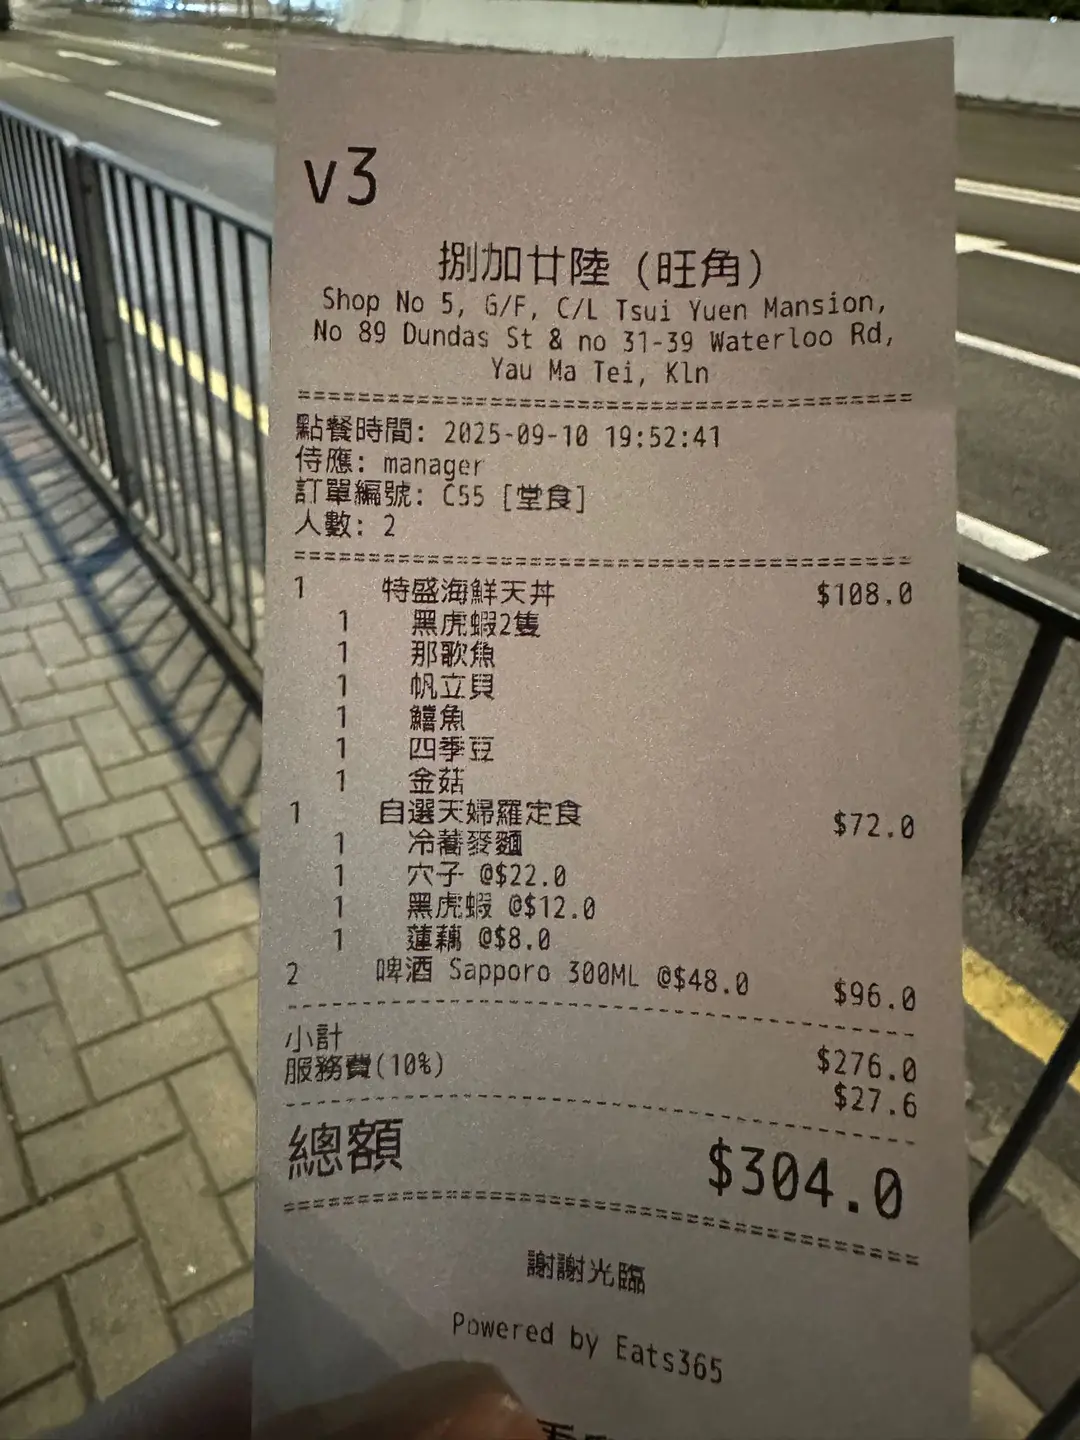 v3
捌加廿陸 (旺角)
Shop No 5, G/F, C/L Tsui Yuen Mansion,
No 89 Dundas St & no 31-39 Waterloo Rd,
Yau Ma Tei, Kln
點餐時間: 2025-09-10 19:52:41
侍應: manager
訂單編號: C55 [堂食]
人數: 2
1 特盛海鮮天丼 $108.0
1 黑虎蝦2隻
1 那歌魚
1 帆立貝
1 鱚魚
1 四季豆
1 金菇
1 自選天婦羅定食 $72.0
1 冷蕎麥麵
1 穴子 @$22.0
1 黑虎蝦 @$12.0
1 蓮藕 @$8.0
2 啤酒 Sapporo 300ML @$48.0 $96.0
小計 $276.0
服務費(10%) $27.6
總額 $304.0
謝謝光臨
Powered by Eats365